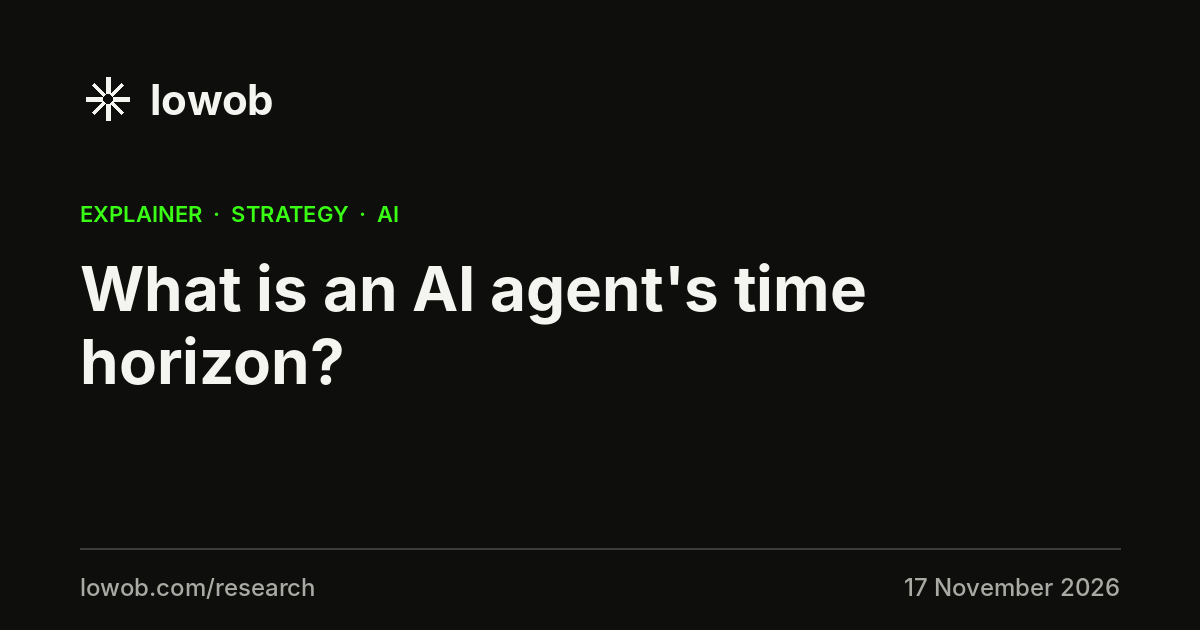 lowob
EXPLAINER · STRATEGY · AI
What is an AI agent's time
horizon?
lowob.com/research
17 November 2026